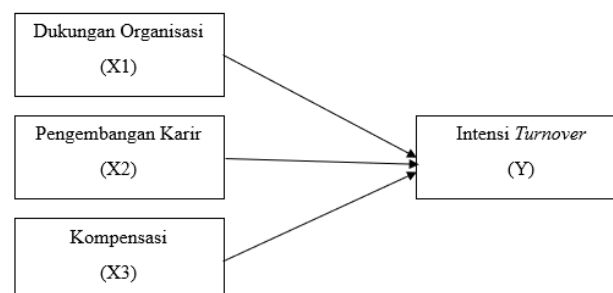 Dukungan Organisasi
(X1)
Pengembangan Karir
(X2)
Kompensasi
(X3)
Intensi Turnover
(Y)